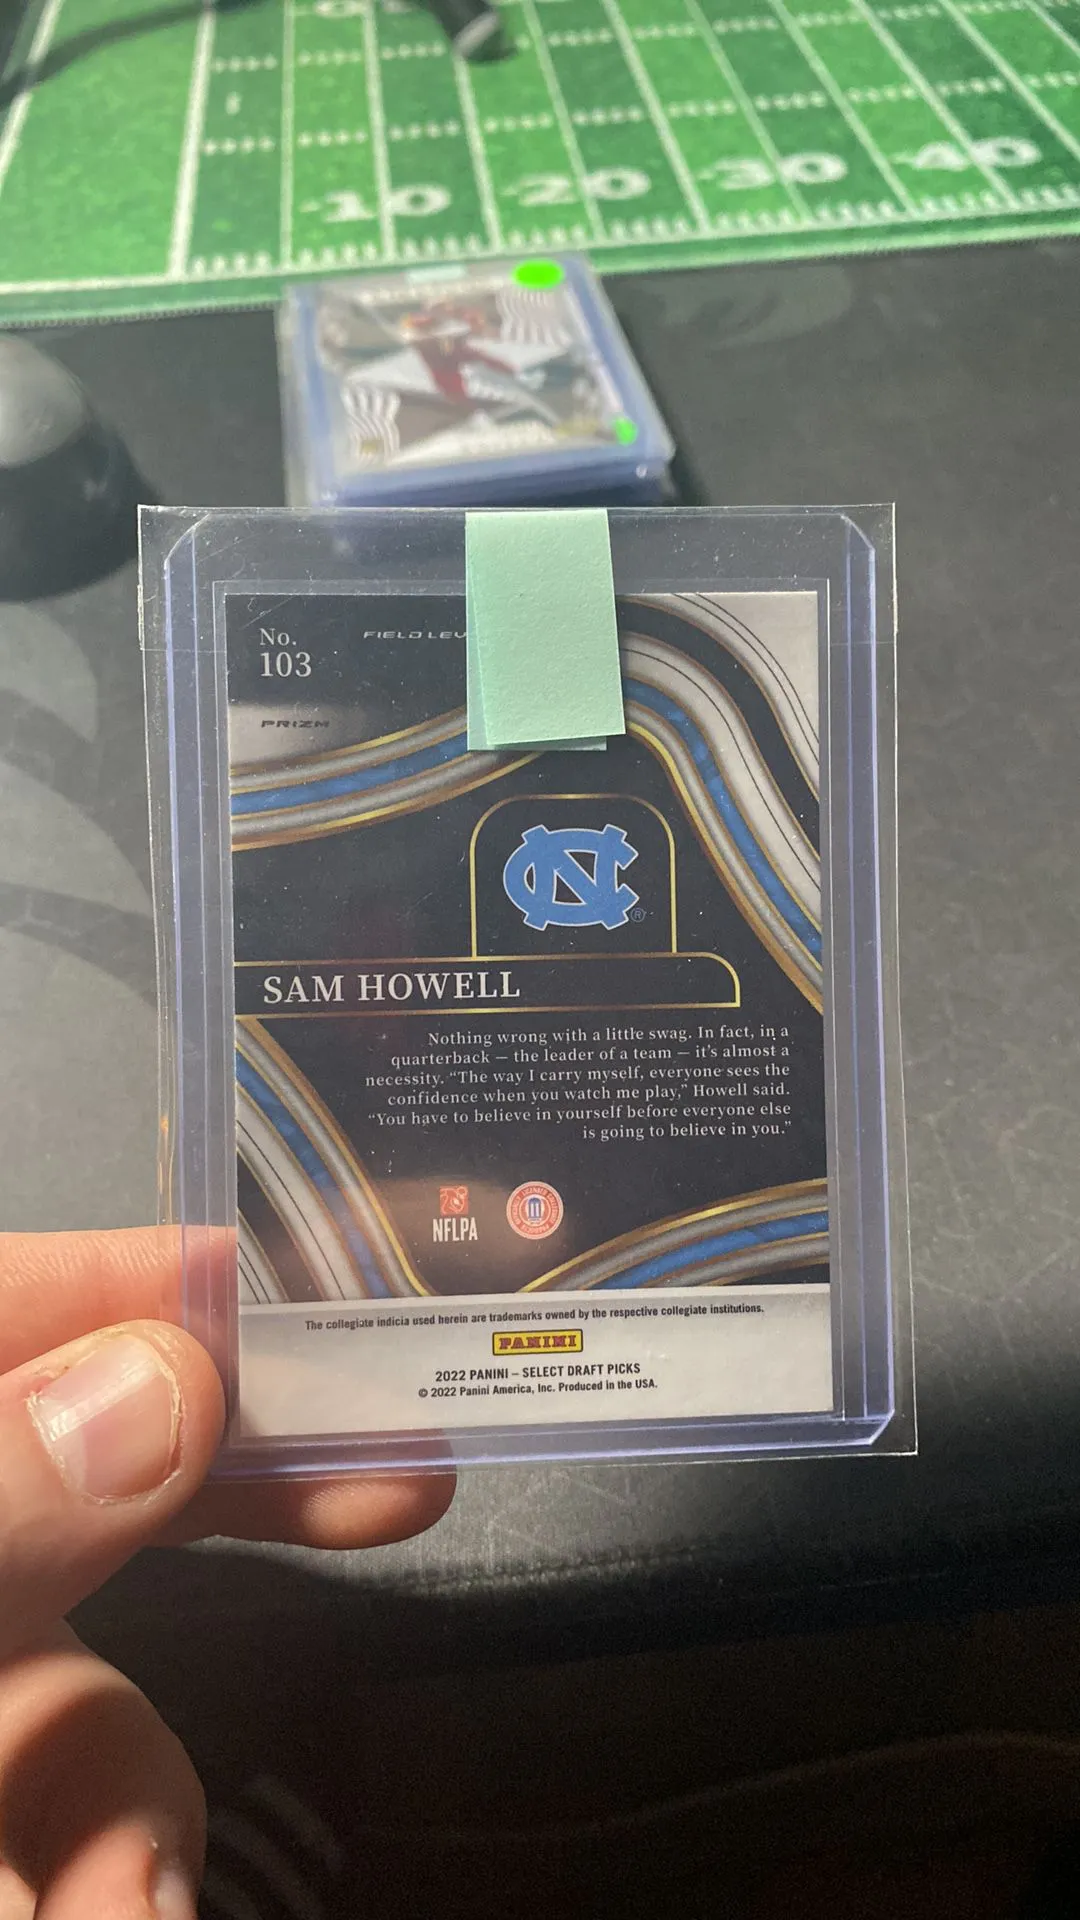 10 20 30 40
No.
103
FIELD LEV
PRIZM
NC
®
SAM HOWELL
Nothing wrong with a little swag. In fact, in a
quarterback — the leader of a team — it's almost a
necessity. “The way I carry myself, everyone sees the
confidence when you watch me play,” Howell said.
“You have to believe in yourself before everyone else
is going to believe in you.”
NFLPA
The collegiate indicia used herein are trademarks owned by the respective collegiate institutions.
PANINI
2022 PANINI – SELECT DRAFT PICKS
© 2022 Panini America, Inc. Produced in the USA.